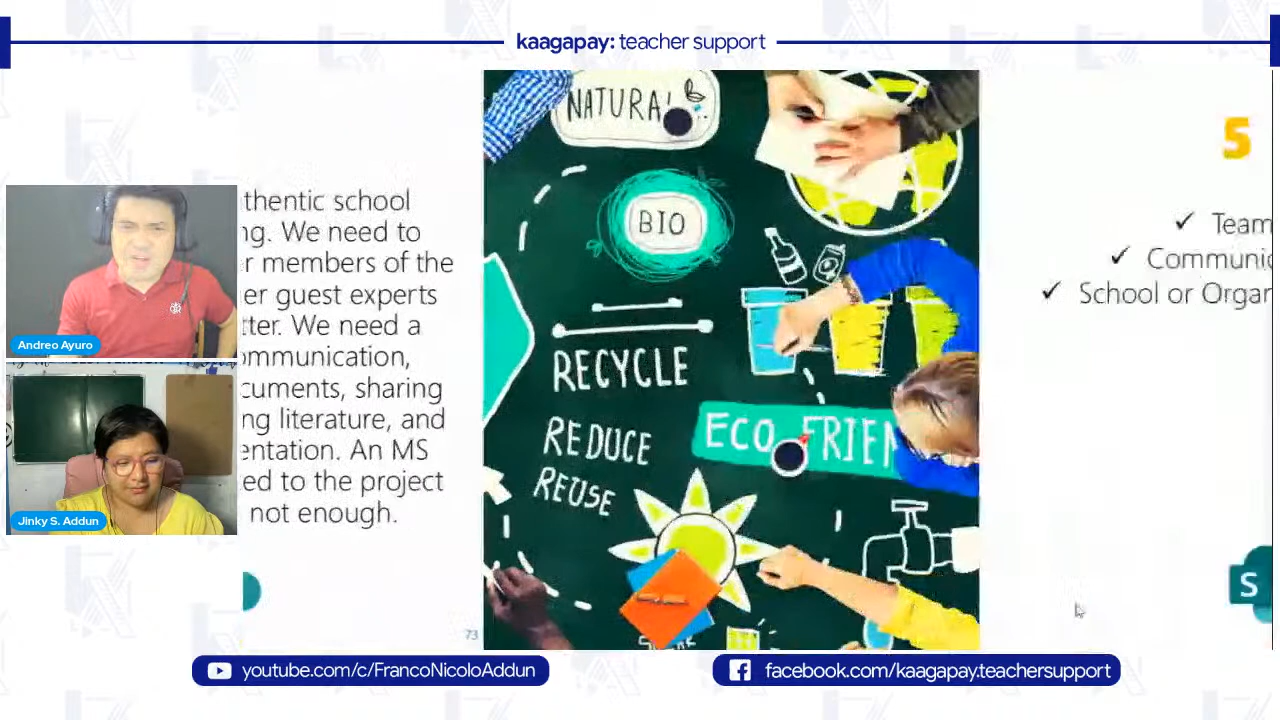 kaagapay: teacher support
thentic school
ng. We need to
r members of the
er guest experts
tter. We need a
ommunication,
cuments, sharing
ng literature, and
entation. An MS
ed to the project
not enough.
73
NATURAL
BIO
RECYCLE
REDUCE
REUSE
ECO FRIEN
5
✓ Team
✓ Communic
✓ School or Organ
S
Andreo Ayuro
Jinky S. Addun
youtube.com/c/FrancoNicoloAddun
facebook.com/kaagapay.teachersupport